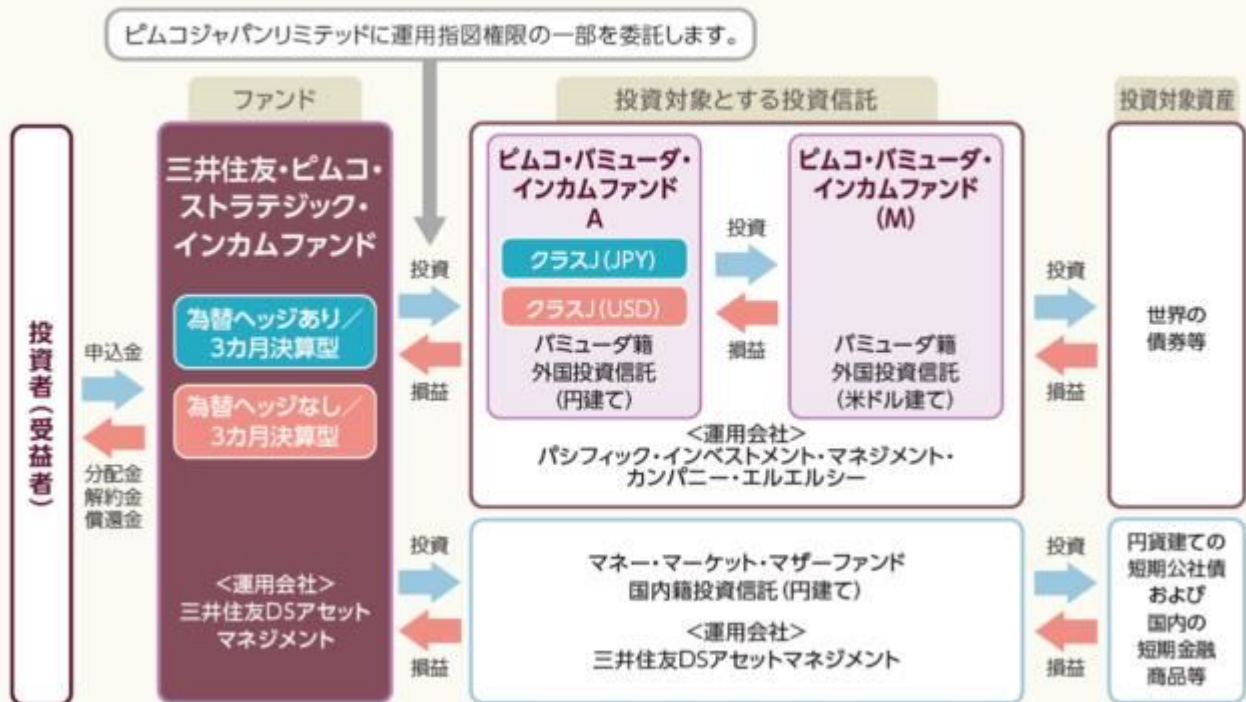 ピムコジャパンリミテッドに運用指図権限の一部を委託します。
ファンド
投資対象とする投資信託
投資対象資産
投資者(受益者)
申込金
分配金
解約金
償還金
三井住友・ピムコ・
ストラテジック・
インカムファンド
為替ヘッジあり/
3カ月決算型
為替ヘッジなし/
3カ月決算型
<運用会社>
三井住友DSアセット
マネジメント
投資
損益
ピムコ・バミューダ・
インカムファンド
A
クラスJ(JPY)
クラスJ(USD)
バミューダ籍
外国投資信託
(円建て)
投資
損益
ピムコ・バミューダ・
インカムファンド
(M)
バミューダ籍
外国投資信託
(米ドル建て)
<運用会社>
パシフィック・インベストメント・マネジメント・
カンパニー・エルエルシー
投資
損益
世界の
債券等
投資
損益
マネー・マーケット・マザーファンド
国内籍投資信託(円建て)
<運用会社>
三井住友DSアセットマネジメント
投資
損益
円貨建ての
短期公社債
および
国内の
短期金融
商品等